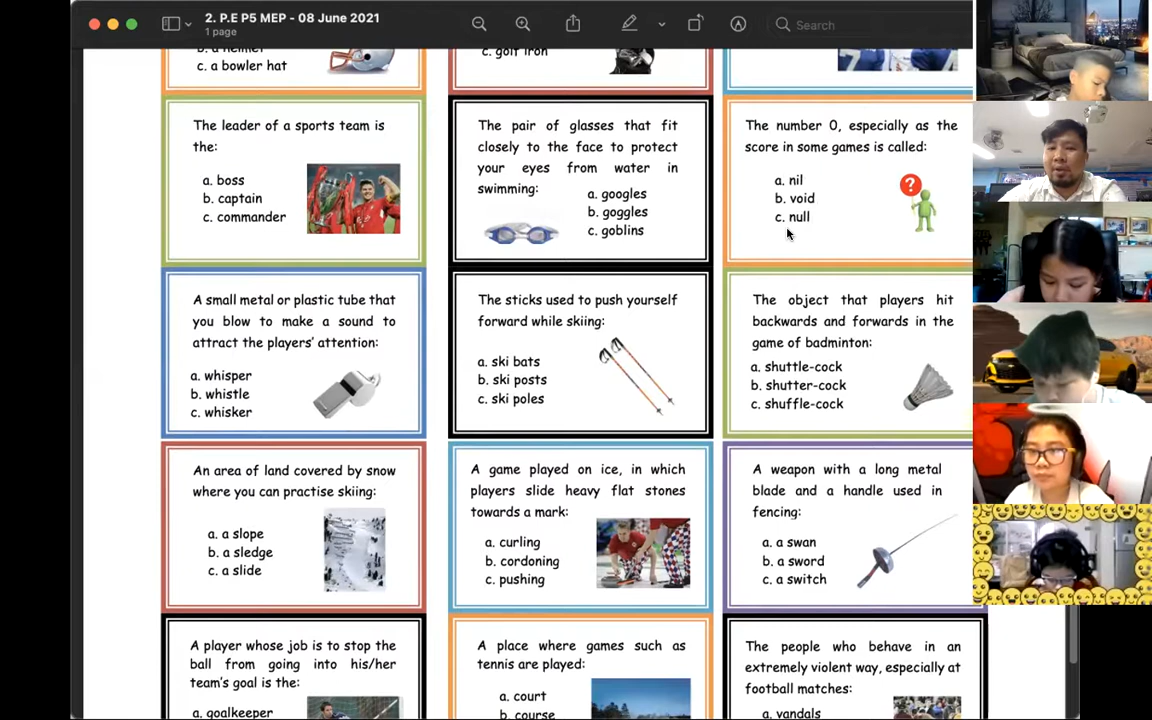 2. P.E P5 MEP - 08 June 2021
1 page
Search
b. a helmet
c. a bowler hat
c. golf iron
The leader of a sports team is
the:
a. boss
b. captain
c. commander
The pair of glasses that fit
closely to the face to protect
your eyes from water in
swimming:
a. googles
b. goggles
c. goblins
The number 0, especially as the
score in some games is called:
a. nil
b. void
c. null
?
A small metal or plastic tube that
you blow to make a sound to
attract the players' attention:
a. whisper
b. whistle
c. whisker
The sticks used to push yourself
forward while skiing:
a. ski bats
b. ski posts
c. ski poles
The object that players hit
backwards and forwards in the
game of badminton:
a. shuttle-cock
b. shutter-cock
c. shuffle-cock
An area of land covered by snow
where you can practise skiing:
a. a slope
b. a sledge
c. a slide
A game played on ice, in which
players slide heavy flat stones
towards a mark:
a. curling
b. cordoning
c. pushing
A weapon with a long metal
blade and a handle used in
fencing:
a. a swan
b. a sword
c. a switch
A player whose job is to stop the
ball from going into his/her
team's goal is the:
a. goalkeeper
A place where games such as
tennis are played:
a. court
b. course
The people who behave in an
extremely violent way, especially at
football matches:
a. vandals